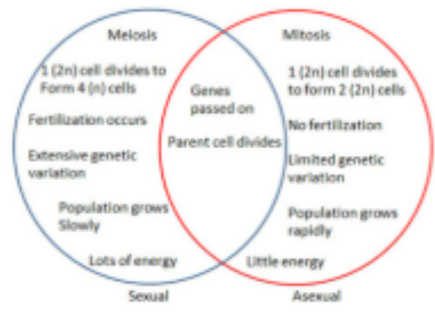 Meiosis
1 (2n) cell divides to
Form 4 (n) cells
Fertilization occurs
Extensive genetic
variation
Population grows
Slowly
Lots of energy
Sexual
Genes
passed on
Parent cell divides
Mitosis
1 (2n) cell divides
to form 2 (2n) cells
No fertilization
Limited genetic
variation
Population grows
rapidly
Little energy
Asexual